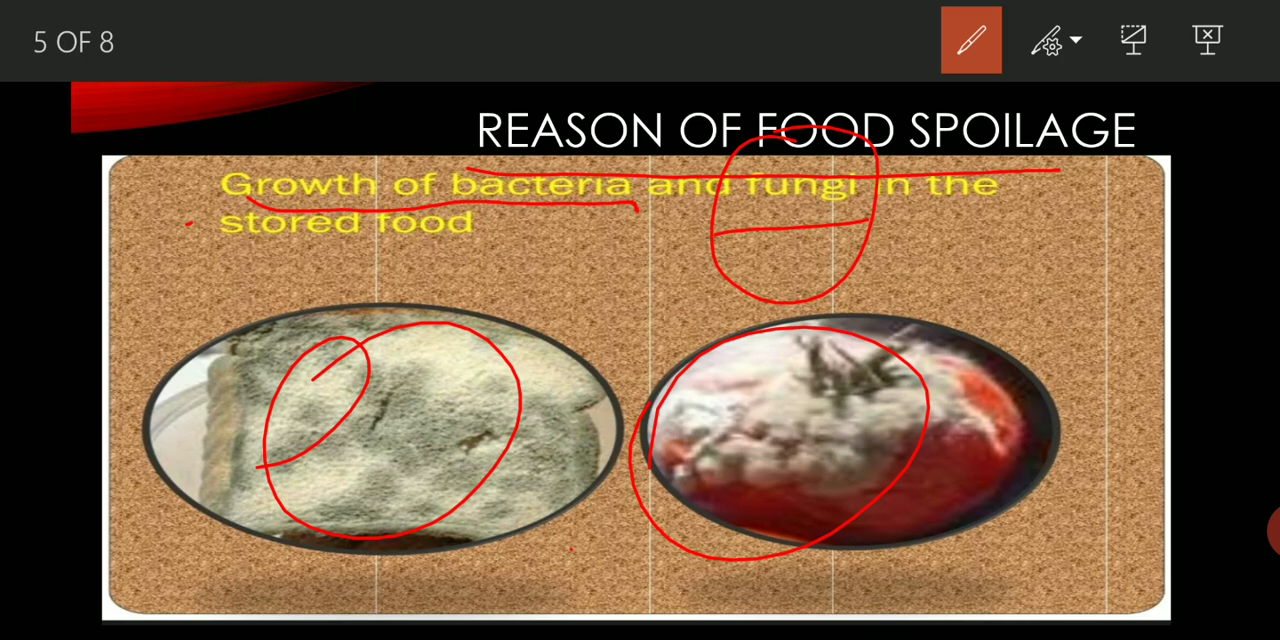 5 OF 8
REASON OF FOOD SPOILAGE
Growth of bacteria and fungi in the
stored food